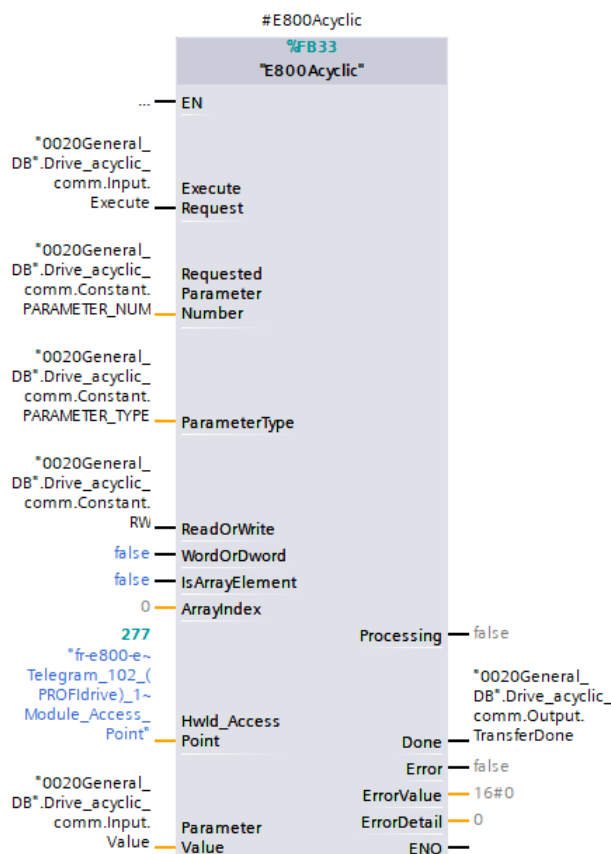 #E800Acyclic
%FB33
"E800Acyclic"
... EN
"0020General_
DB".Drive_acyclic_
comm.Input.
Execute
Execute
Request
"0020General_
DB".Drive_acyclic_
comm.Constant.
PARAMETER_NUM
Requested
Parameter
Number
"0020General_
DB".Drive_acyclic_
comm.Constant.
PARAMETER_TYPE
ParameterType
"0020General_
DB".Drive_acyclic_
comm.Constant.
RW
ReadOrWrite
false WordOrDword
false IsArrayElement
0 ArrayIndex
277
"fr-e800-e~
Telegram_102_(
PROFIdrive)_1~
Module_Access_
Point"
HwId_Access
Point
"0020General_
DB".Drive_acyclic_
comm.Input.
Value
Parameter
Value
Processing false
"0020General_
DB".Drive_acyclic_
comm.Output.
TransferDone
Done
Error false
ErrorValue 16#0
ErrorDetail 0
ENO